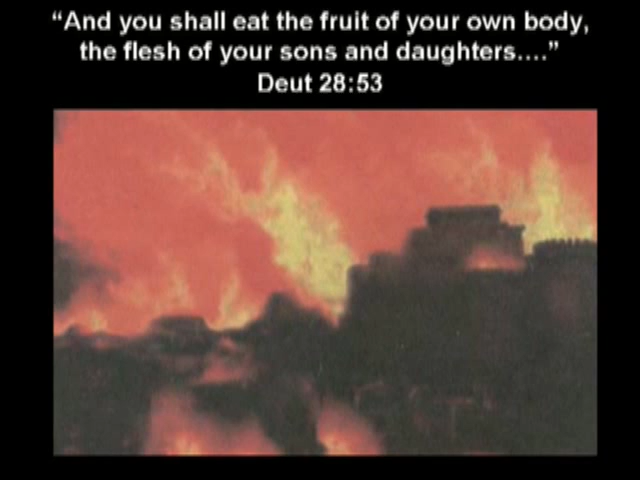 “And you shall eat the fruit of your own body,
the flesh of your sons and daughters....”
Deut 28:53